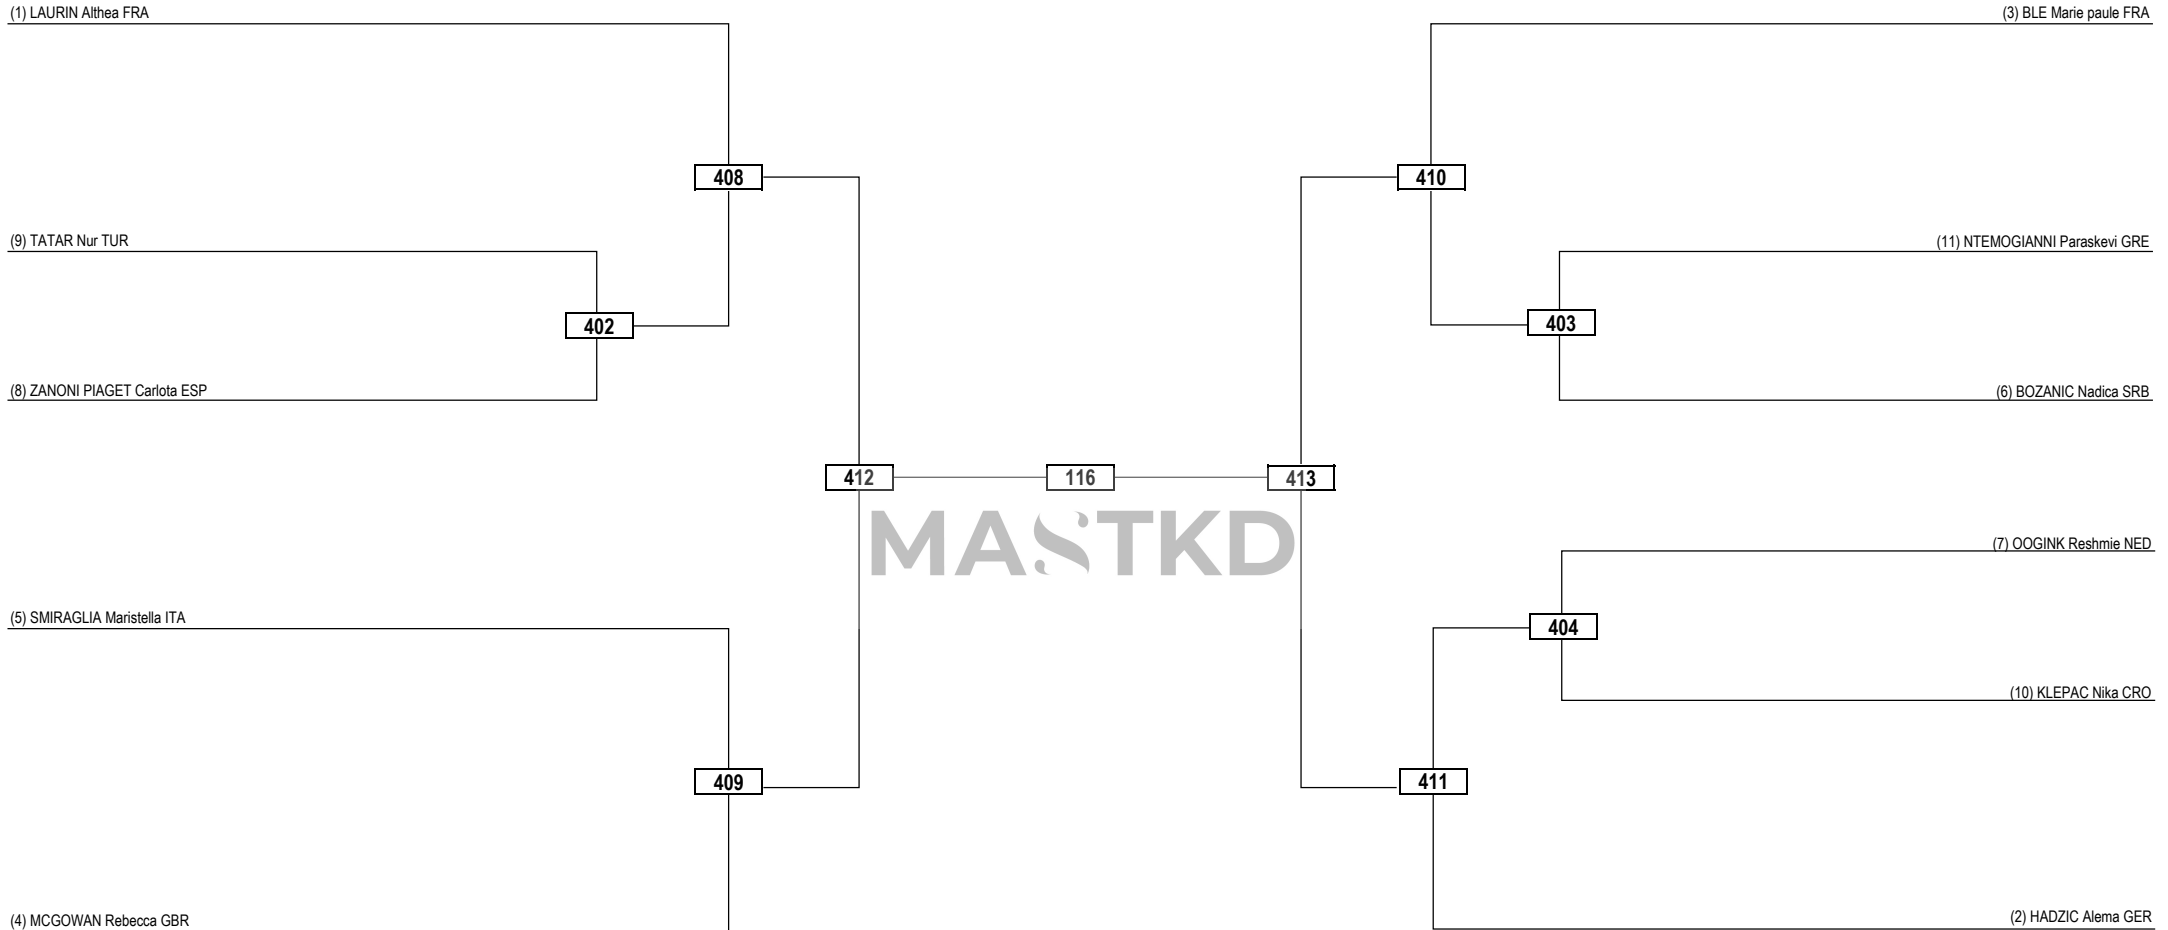 (1) LAURIN Althea FRA
(3) BLE Marie paule FRA
408
410
(9) TATAR Nur TUR
(11) NTEMOGIANNI Paraskevi GRE
402
403
(8) ZANONI PIAGET Carlota ESP
(6) BOZANIC Nadica SRB
412
116
413
MASTKD
(7) OOGINK Reshmie NED
(5) SMIRAGLIA Maristella ITA
404
(10) KLEPAC Nika CRO
409
411
(4) MCGOWAN Rebecca GBR
(2) HADZIC Alema GER